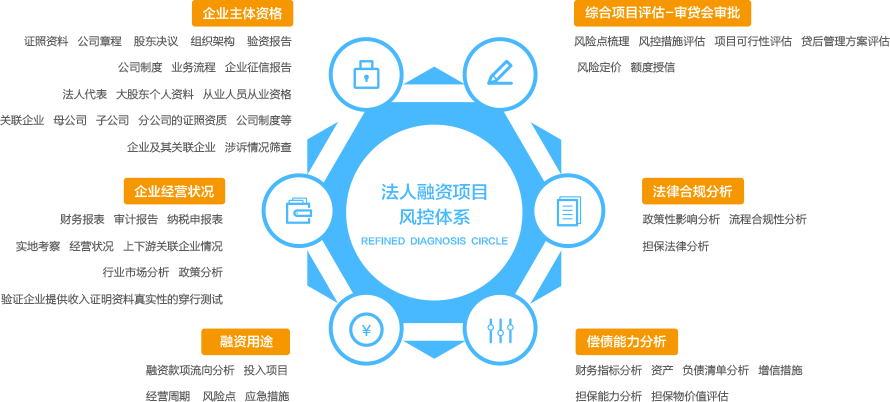 企业主体资格
证照资料 公司章程 股东决议 组织架构 验资报告
公司制度 业务流程 企业征信报告
法人代表 大股东个人资料 从业人员从业资格
关联企业 母公司 子公司 分公司的证照资质 公司制度等
企业及其关联企业 涉诉情况筛查
综合项目评估-审贷会审批
风险点梳理 风控措施评估 项目可行性评估 贷后管理方案评估
风险定价 额度授信
企业经营状况
财务报表 审计报告 纳税申报表
实地考察 经营状况 上下游关联企业情况
行业市场分析 政策分析
验证企业提供收入证明资料真实性的穿行测试
法人融资项目
风控体系
REFINED DIAGNOSIS CIRCLE
法律合规分析
政策性影响分析 流程合规性分析
担保法律分析
融资用途
融资款项流向分析 投入项目
经营周期 风险点 应急措施
¥
偿债能力分析
财务指标分析 资产 负债清单分析 增信措施
担保能力分析 担保物价值评估